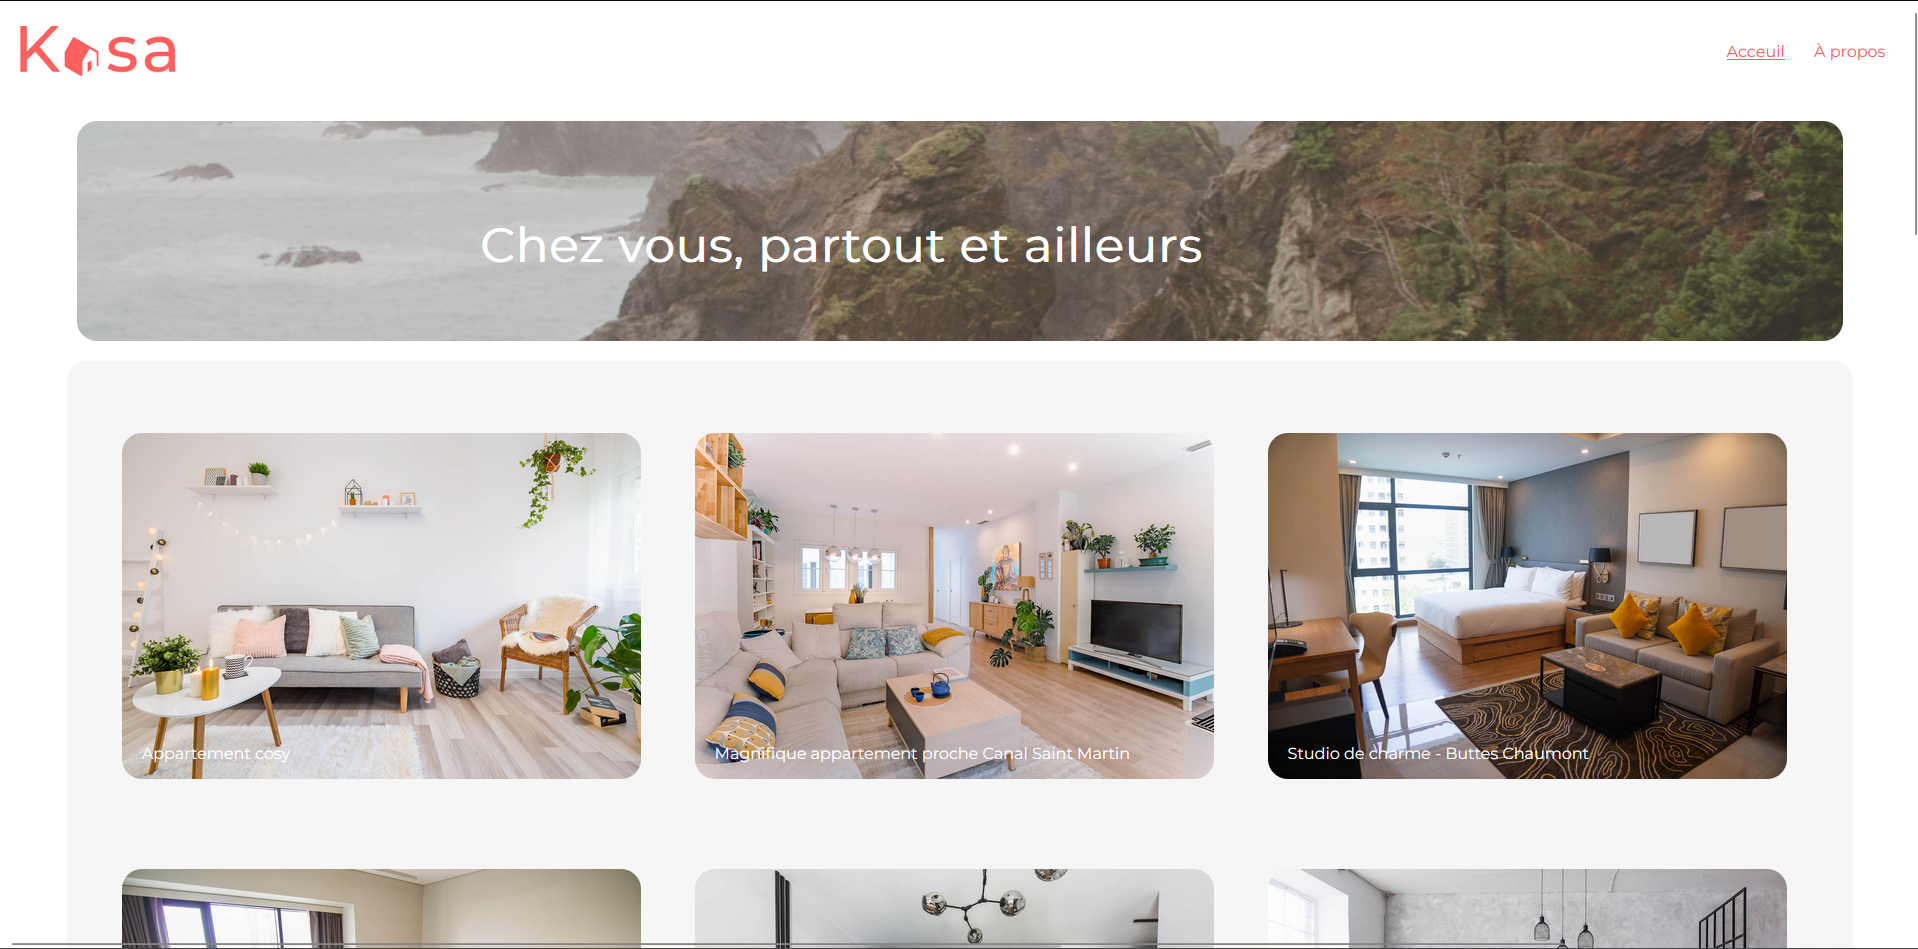 Kasa
Acceuil
À propos
Chez vous, partout et ailleurs
Appartement cosy
Magnifique appartement proche Canal Saint Martin
Studio de charme - Buttes Chaumont